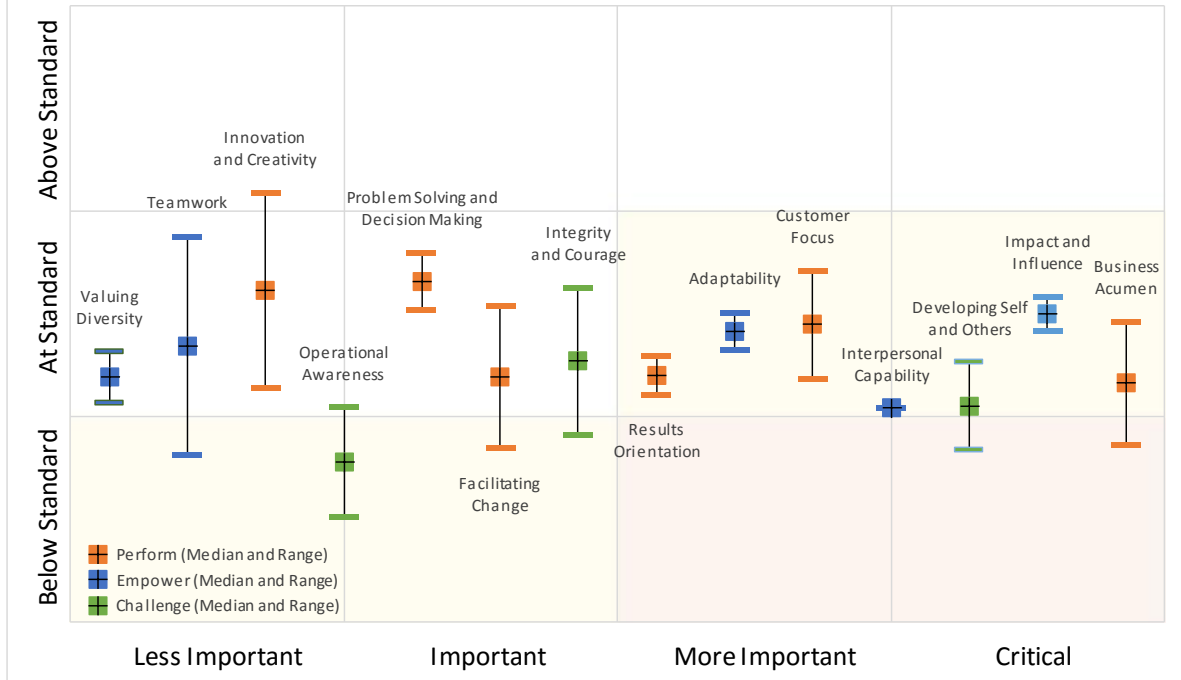 Above Standard
At Standard
Below Standard
Innovation
and Creativity
Teamwork
Problem Solving and
Decision Making
Customer
Focus
Integrity
and Courage
Impact and
Influence
Business
Acumen
Adaptability
Valuing
Diversity
Developing Self
and Others
Operational
Awareness
Interpersonal
Capability
Results
Orientation
Facilitating
Change
Perform (Median and Range)
Empower (Median and Range)
Challenge (Median and Range)
Less Important
Important
More Important
Critical